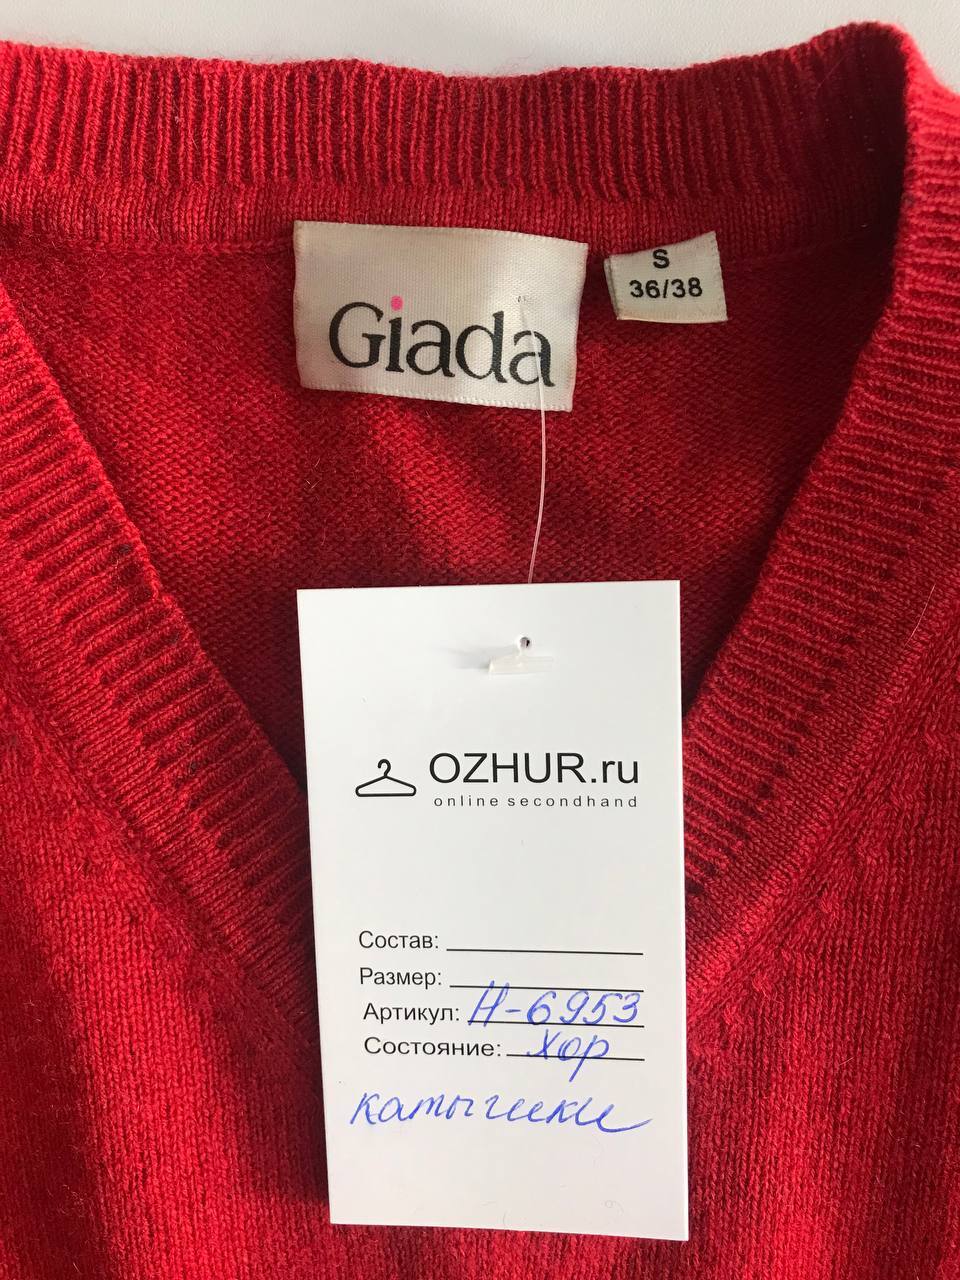 Giada
S
36/38
OZHUR.ru
online secondhand
Состав:
Размер:
Артикул: Н-6953
Состояние: Хор
катышки